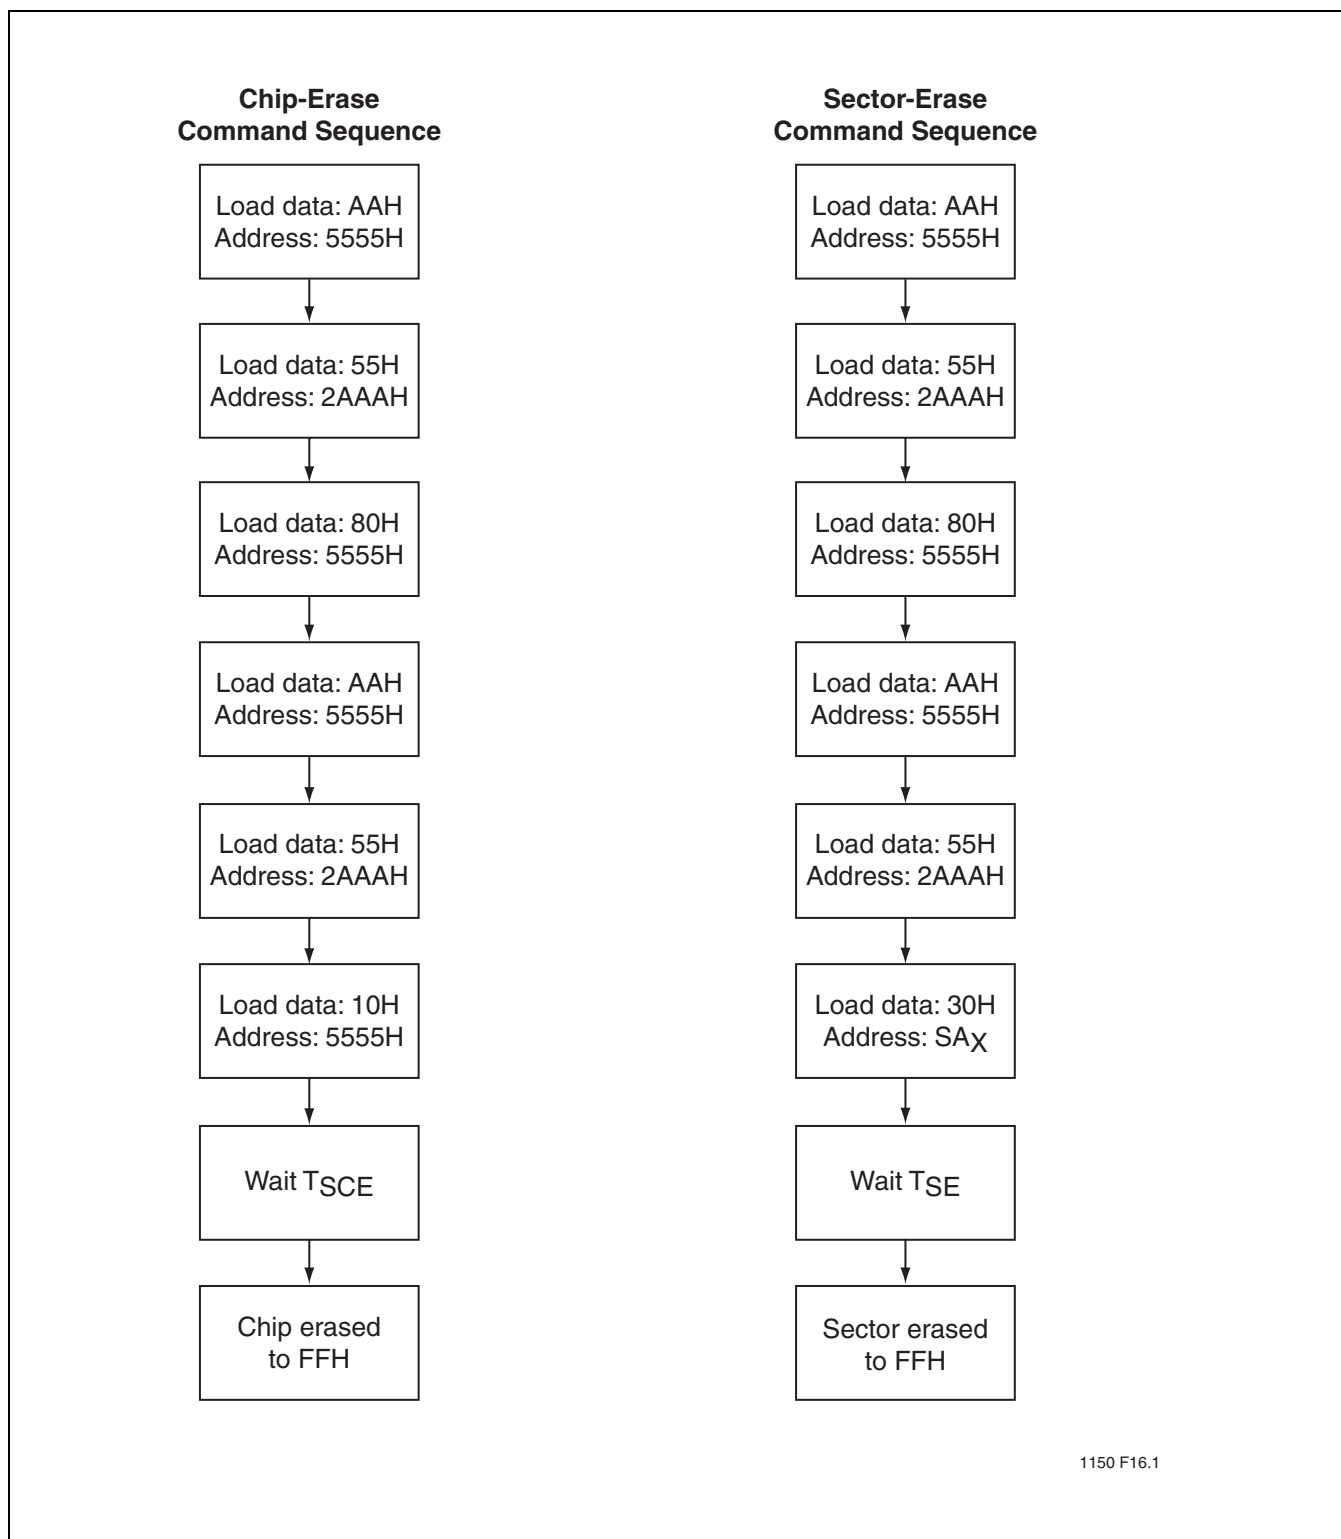 Chip-Erase
Command Sequence
Load data: AAH
Address: 5555H
Load data: 55H
Address: 2AAAH
Load data: 80H
Address: 5555H
Load data: AAH
Address: 5555H
Load data: 55H
Address: 2AAAH
Load data: 10H
Address: 5555H
Wait TSCE
Chip erased
to FFH
Sector-Erase
Command Sequence
Load data: AAH
Address: 5555H
Load data: 55H
Address: 2AAAH
Load data: 80H
Address: 5555H
Load data: AAH
Address: 5555H
Load data: 55H
Address: 2AAAH
Load data: 30H
Address: SAX
Wait TSE
Sector erased
to FFH
1150 F16.1